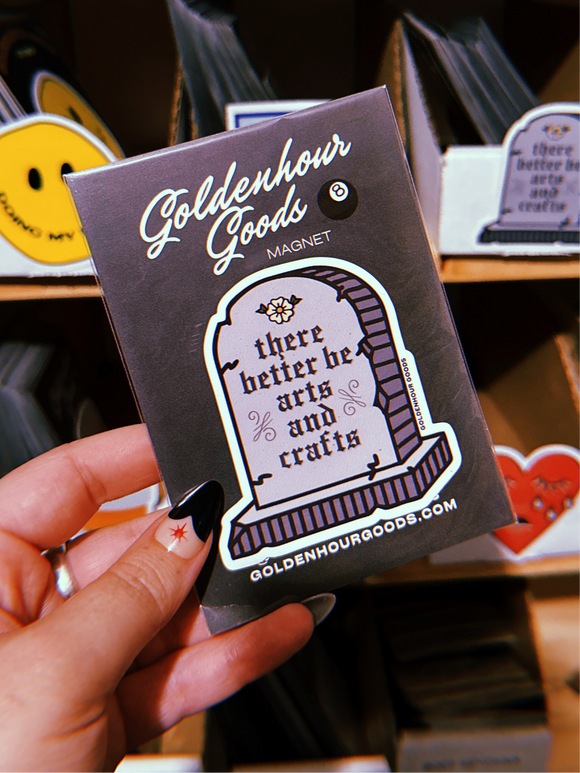 Goldenhour
Goods
8
MAGNET
there
better be
arts
and
crafts
GOLDENHOUR GOODS
GOLDENHOURGOODS.COM
DOING MY
there
better be
arts
and
crafts